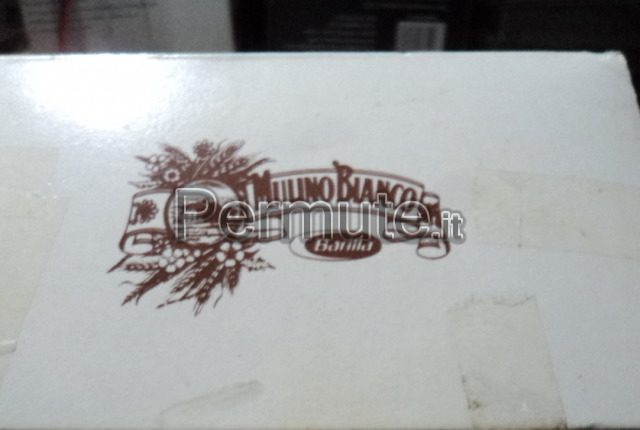 MULINO BIANCO
Permute.it
Barilla